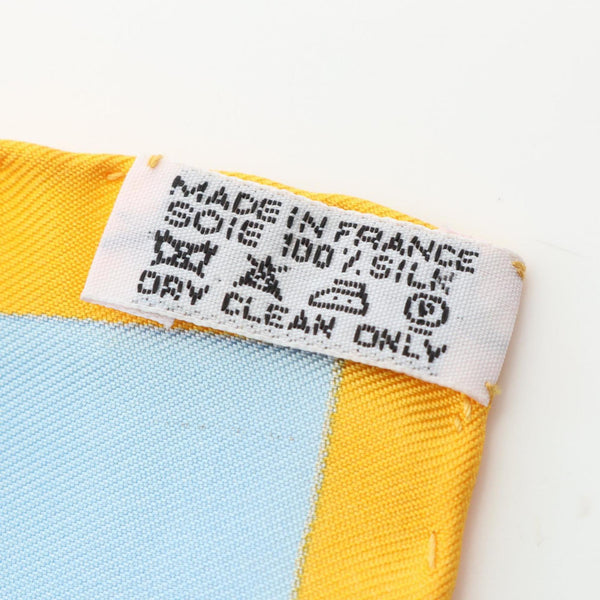 MADE IN FRANCE
SOIE 100% SILK
P
DRY CLEAN ONLY